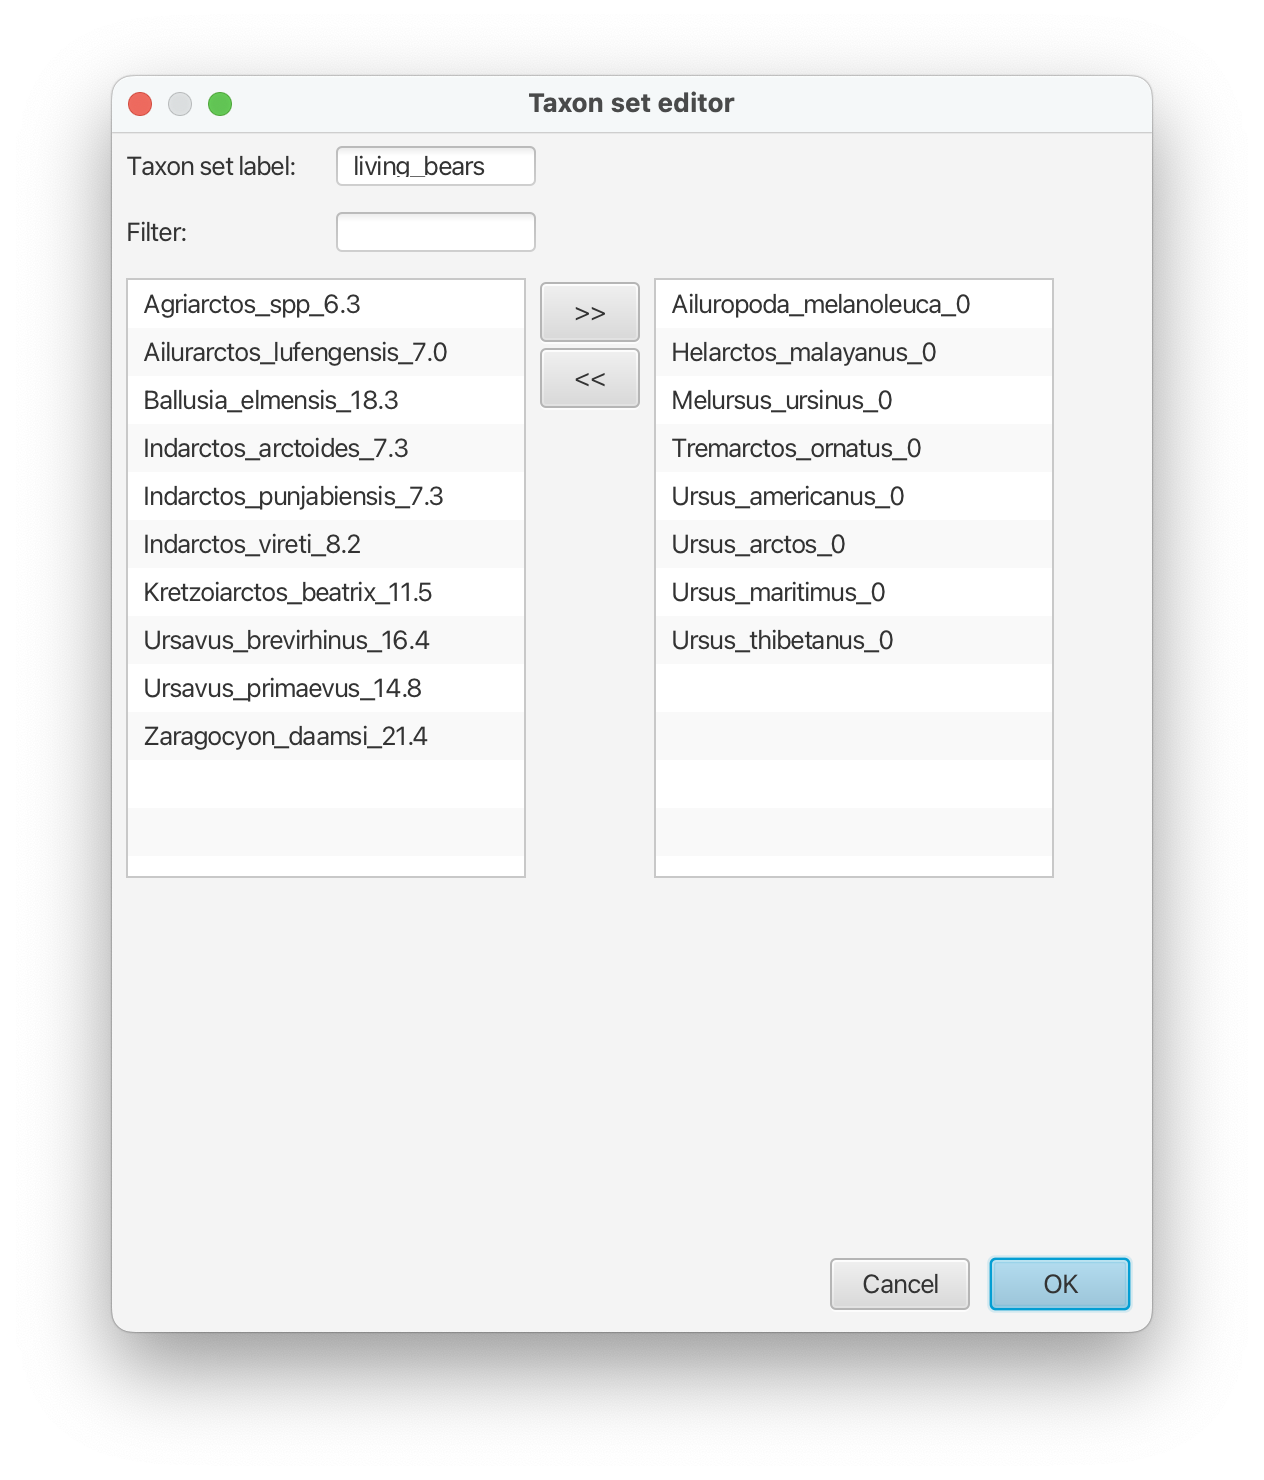 Taxon set editor
Taxon set label: living_bears
Filter:
Agriarctos_spp_6.3
Ailurarctos_lufengensis_7.0
Ballusia_elmensis_18.3
Indarctos_arctoides_7.3
Indarctos_punjabiensis_7.3
Indarctos_vireti_8.2
Kretzoiarctos_beatrix_11.5
Ursavus_brevirhinus_16.4
Ursavus_primaevus_14.8
Zaragocyon_daamsi_21.4
>>
<<
Ailuropoda_melanoleuca_0
Helarctos_malayanus_0
Melursus_ursinus_0
Tremarctos_ornatus_0
Ursus_americanus_0
Ursus_arctos_0
Ursus_maritimus_0
Ursus_thibetanus_0
Cancel OK